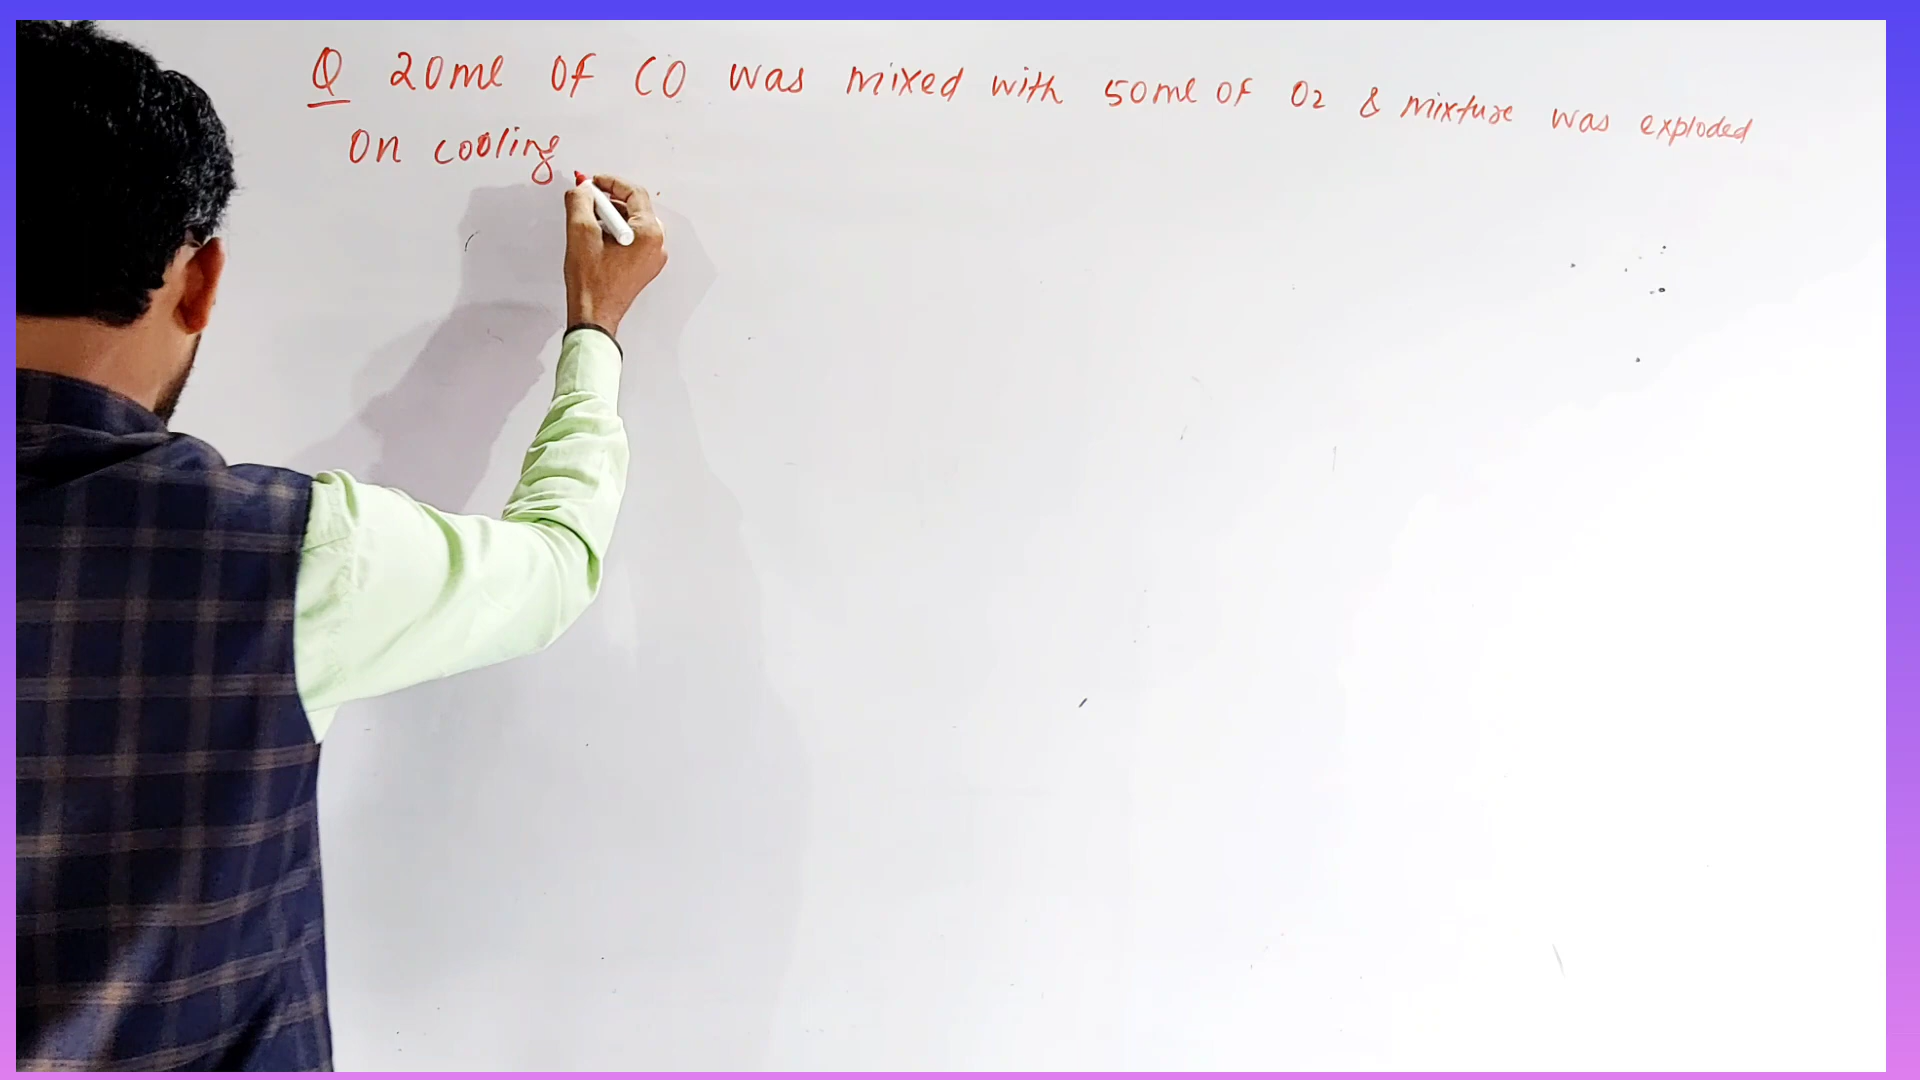 Q 20ml of CO was mixed with 50ml of O2 & mixture was exploded
On cooling